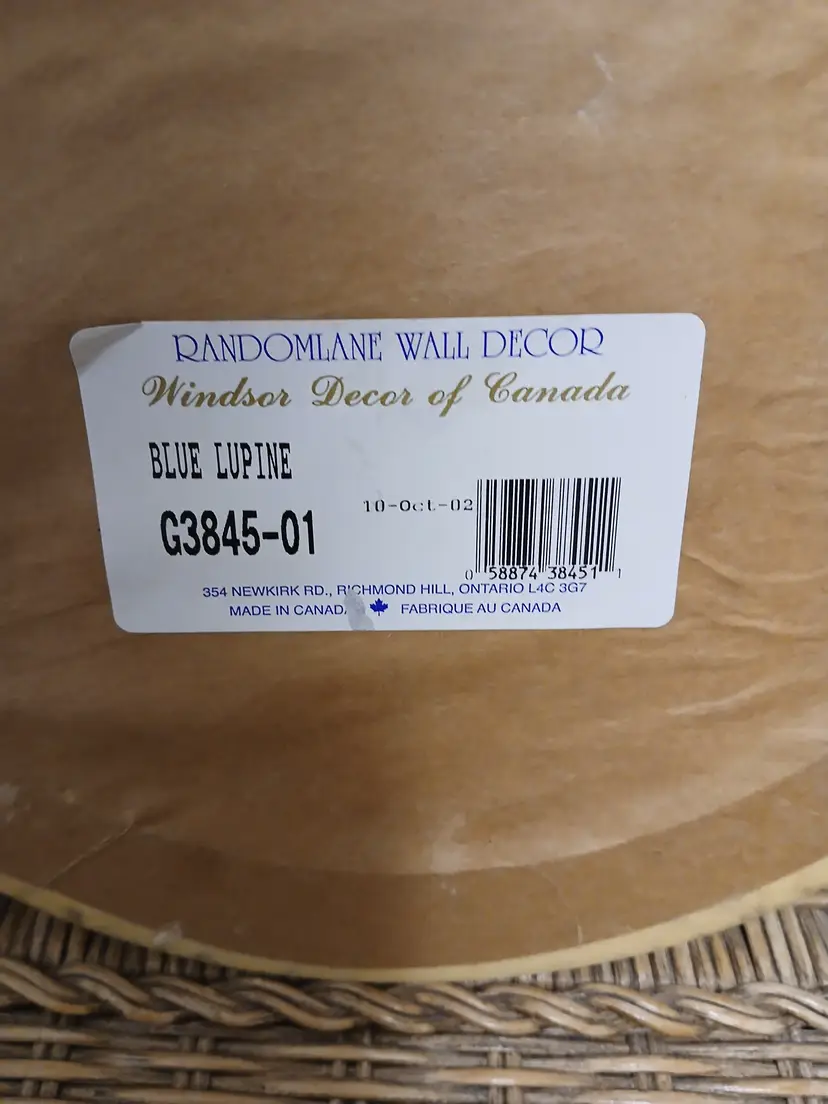 RANDOMLANE WALL DECOR
Windsor Decor of Canada
BLUE LUPINE
10-Oct-02
G3845-01
0 58874 38451 1
354 NEWKIRK RD., RICHMOND HILL, ONTARIO L4C 3G7
MADE IN CANADA FABRIQUE AU CANADA